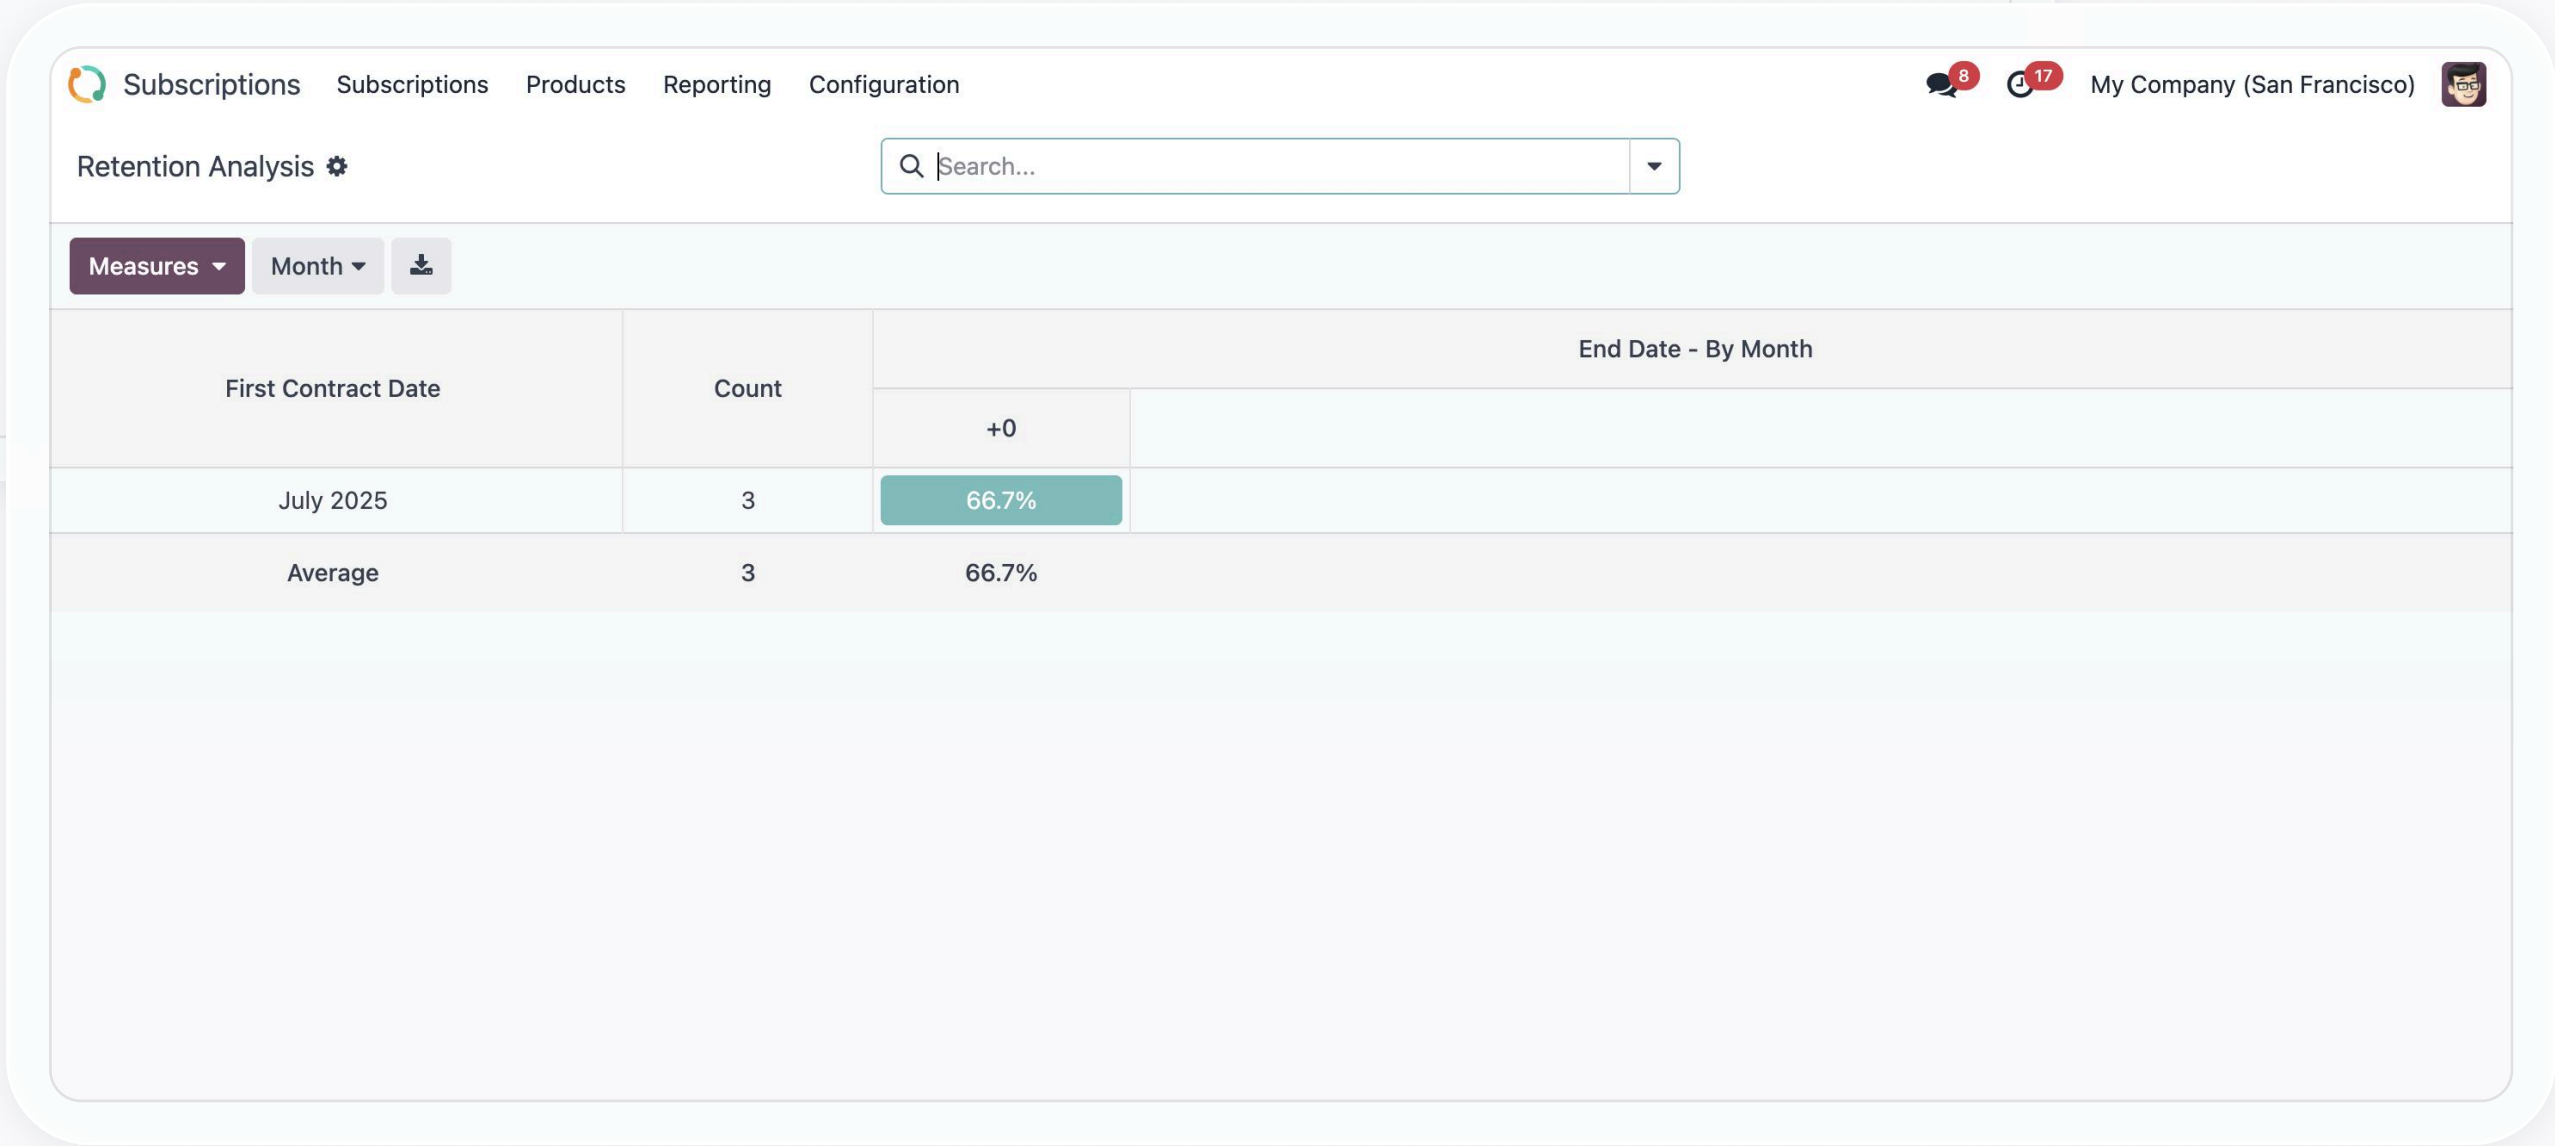 Subscriptions Subscriptions Products Reporting Configuration 8 17 My Company (San Francisco)
Retention Analysis Search...
Measures Month
First Contract Date Count End Date - By Month
+0
July 2025 3 66.7%
Average 3 66.7%